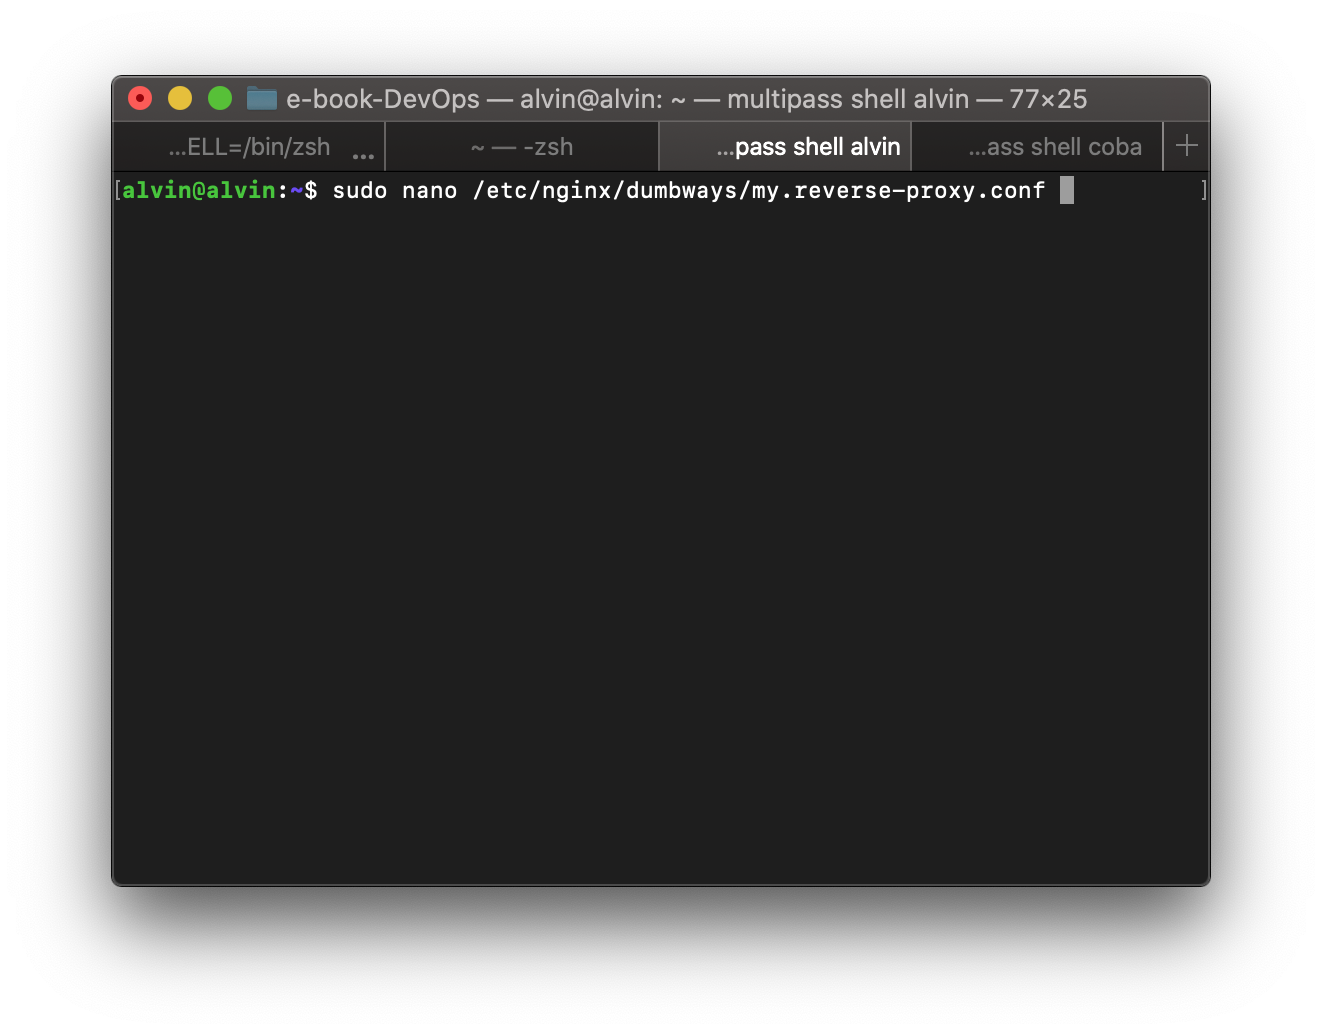 e-book-DevOps — alvin@alvin: ~ — multipass shell alvin — 77×25
...ELL=/bin/zsh ... ~ — -zsh ...pass shell alvin ...ass shell coba +
[alvin@alvin:~$ sudo nano /etc/nginx/dumbways/my.reverse-proxy.conf ]